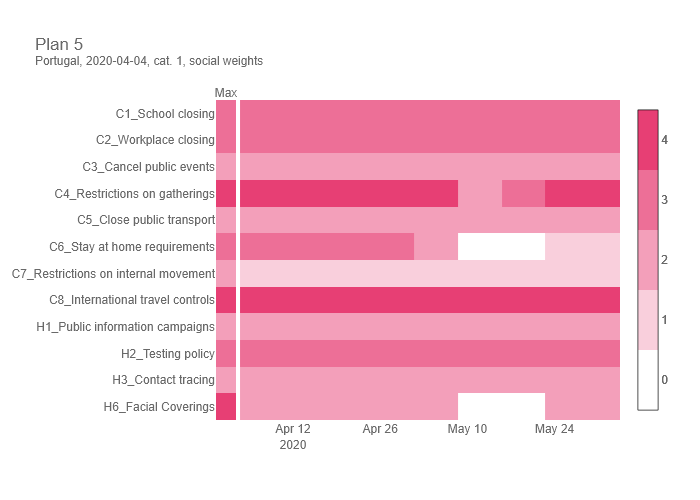 Plan 5
Portugal, 2020-04-04, cat. 1, social weights
Max
C1_School closing
C2_Workplace closing
C3_Cancel public events
C4_Restrictions on gatherings
C5_Close public transport
C6_Stay at home requirements
C7_Restrictions on internal movement
C8_International travel controls
H1_Public information campaigns
H2_Testing policy
H3_Contact tracing
H6_Facial Coverings
Apr 12
2020
Apr 26
May 10
May 24
4
3
2
1
0